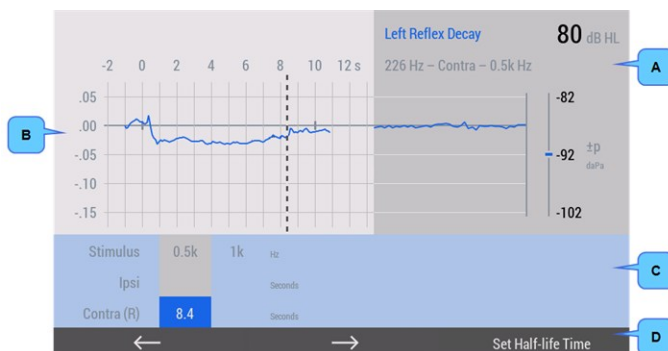 Left Reflex Decay 80 dB HL
-2 0 2 4 6 8 10 12 s 226 Hz – Contra – 0.5k Hz
A
.05 -82
B
.00
-.05 -92 ±p
daPa
-.10
-.15 -102
Stimulus 0.5k 1k Hz
C
Ipsi Seconds
Contra (R) 8.4 Seconds
← → Set Half-life Time
D